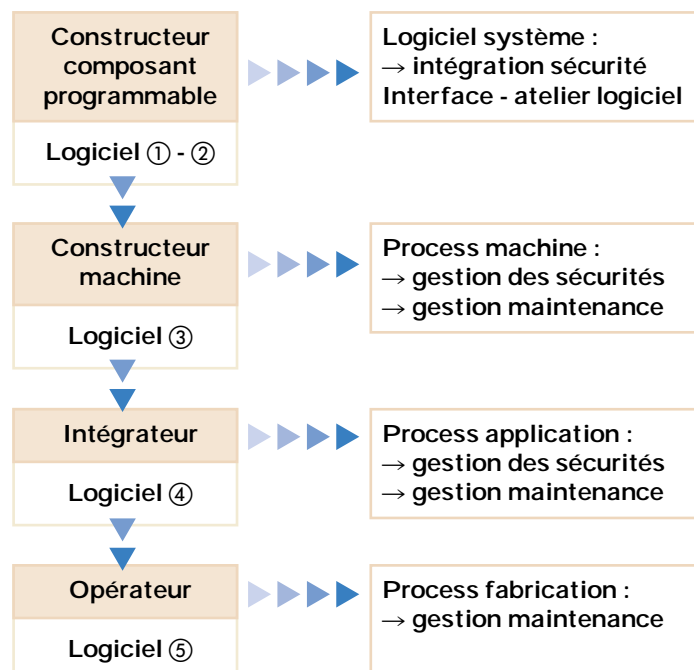 Constructeur
composant
programmable
Logiciel ① - ②
Logiciel système :
→ intégration sécurité
Interface - atelier logiciel
Constructeur
machine
Logiciel ③
Process machine :
→ gestion des sécurités
→ gestion maintenance
Intégrateur
Logiciel ④
Process application :
→ gestion des sécurités
→ gestion maintenance
Opérateur
Logiciel ⑤
Process fabrication :
→ gestion maintenance